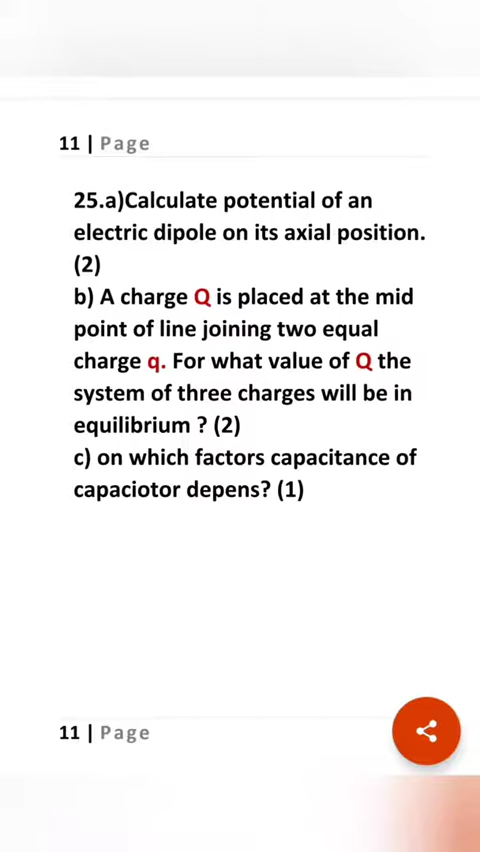 11 | Page
25.a)Calculate potential of an
electric dipole on its axial position.
(2)
b) A charge Q is placed at the mid
point of line joining two equal
charge q. For what value of Q the
system of three charges will be in
equilibrium ? (2)
c) on which factors capacitance of
capaciotor depens? (1)
11 | Page